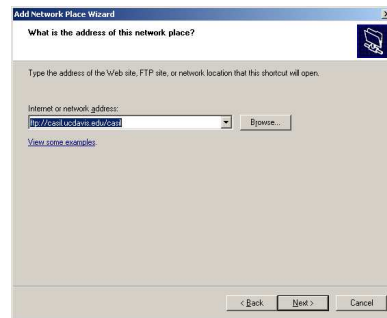 Add Network Place Wizard
What is the address of this network place?
Type the address of the Web site, FTP site, or network location that this shortcut will open.
Internet or network address:
ftp://casil.ucdavis.edu/casil
Browse...
View some examples.
< Back
Next >
Cancel